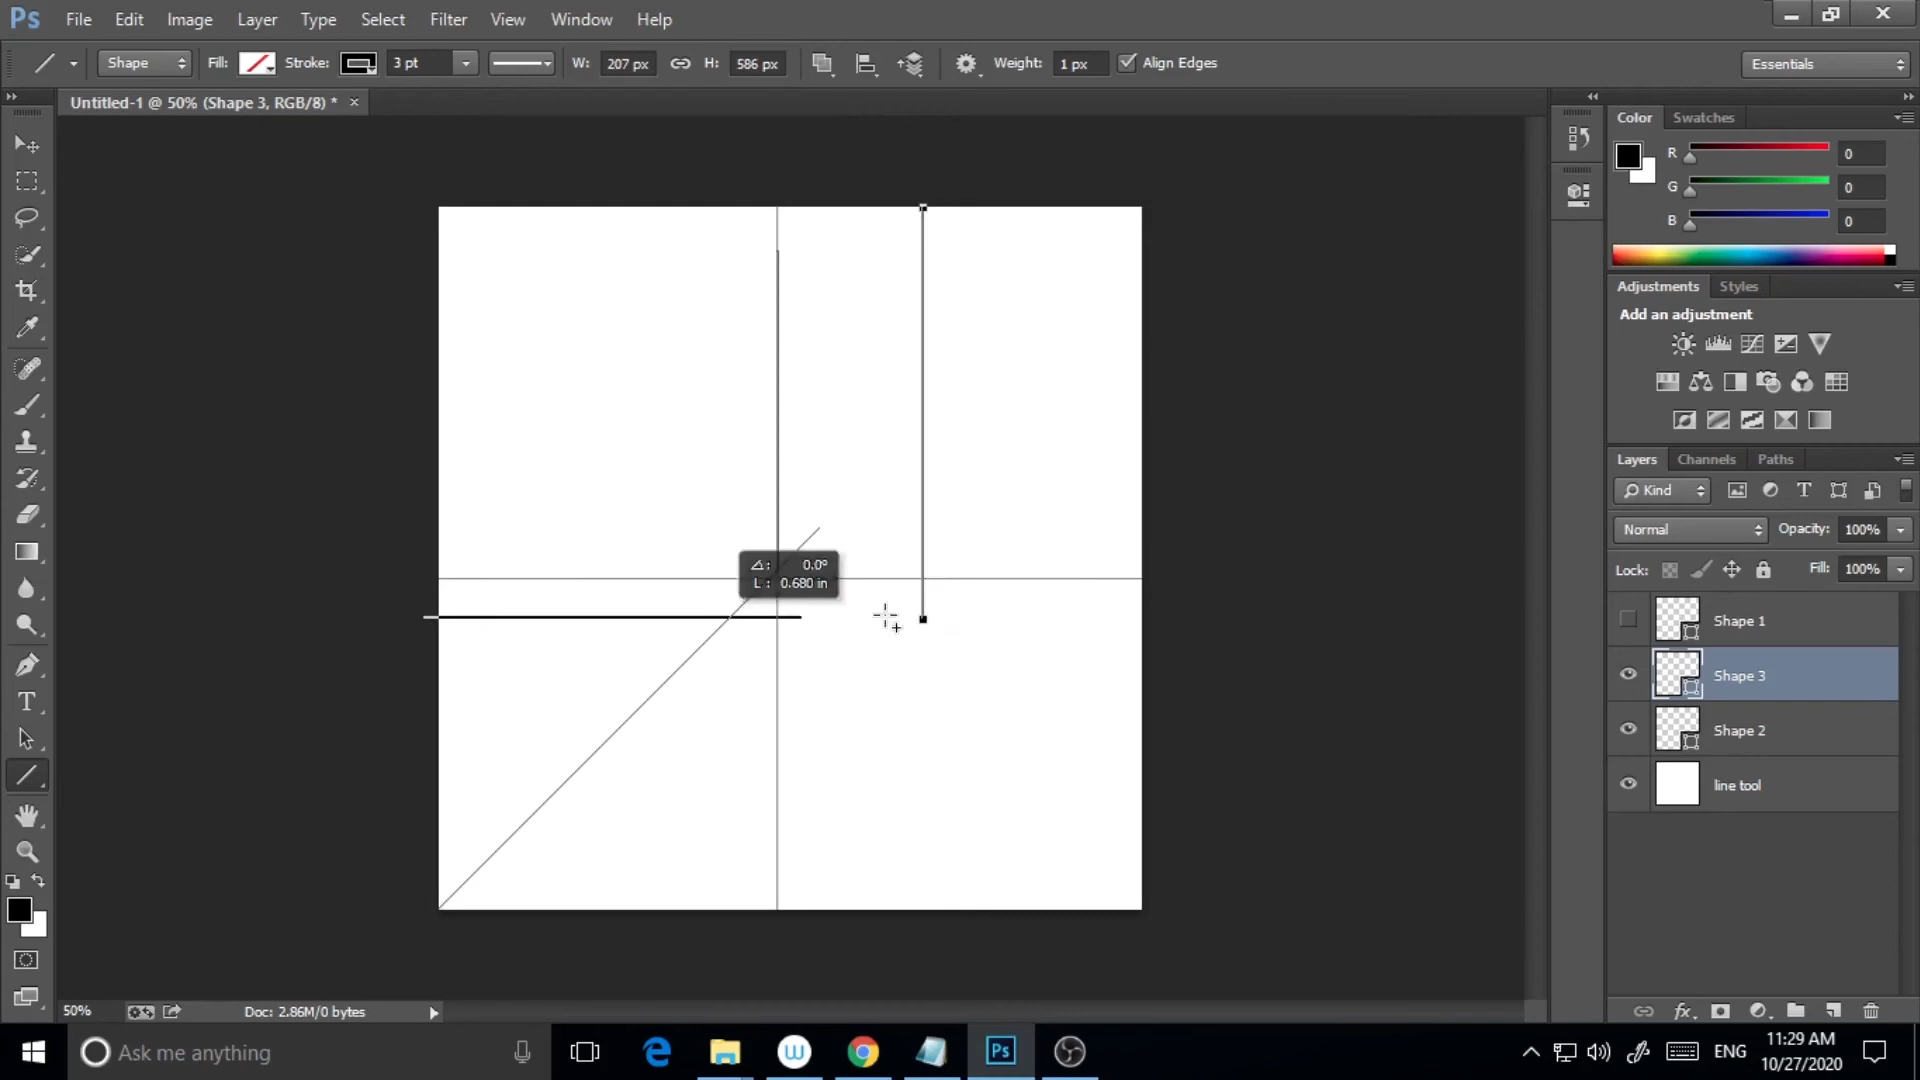 Ps File Edit Image Layer Type Select Filter View Window Help
Shape Fill: Stroke: 3 pt W: 207 px H: 586 px Weight: 1 px Align Edges Essentials
Untitled-1 @ 50% (Shape 3, RGB/8) * ×
Color Swatches
R 0
G 0
B 0
Adjustments Styles
Add an adjustment
Layers Channels Paths
Kind T
Normal Opacity: 100%
Lock: Fill: 100%
Shape 1
Shape 3
Shape 2
line tool
0.0°
L : 0.680 in
T
50% Doc: 2.86M/0 bytes
fx
Ask me anything
W
Ps
ENG
11:29 AM
10/27/2020